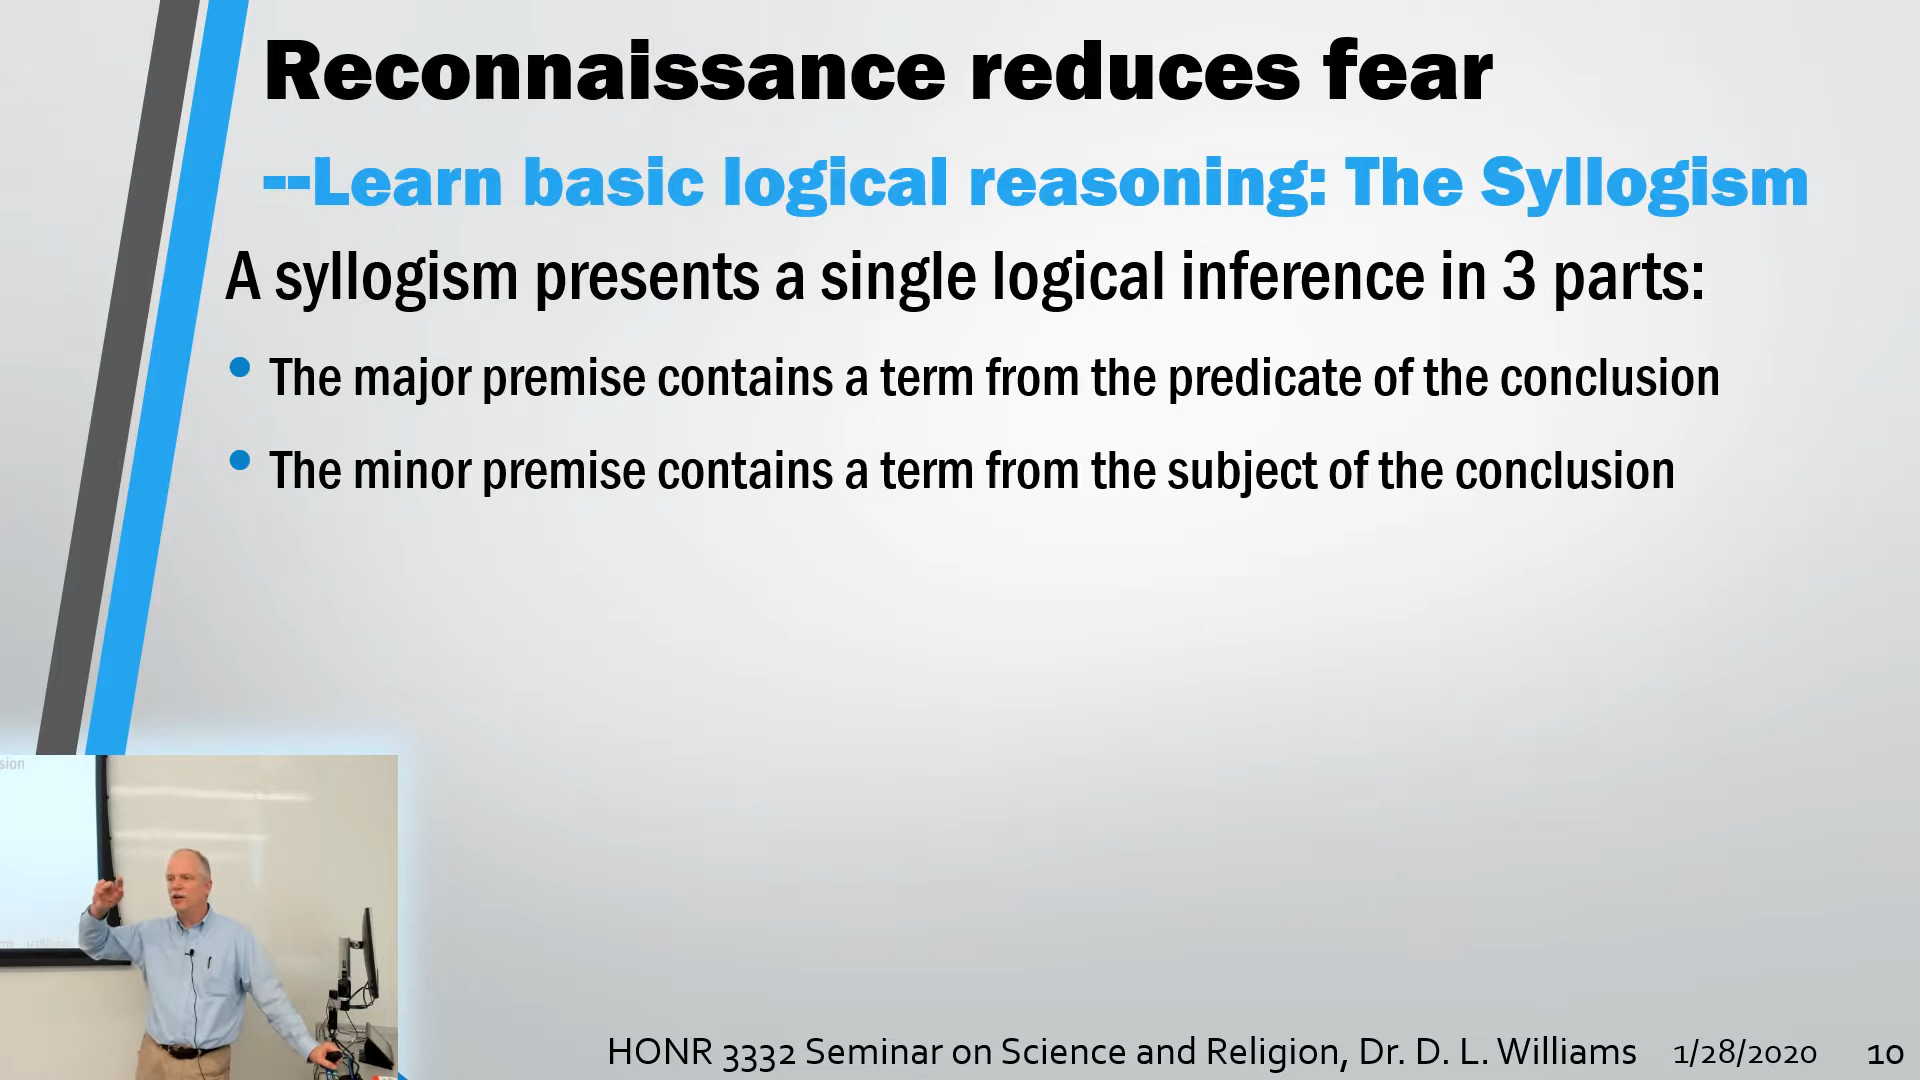 Reconnaissance reduces fear
--Learn basic logical reasoning: The Syllogism
A syllogism presents a single logical inference in 3 parts:
• The major premise contains a term from the predicate of the conclusion
• The minor premise contains a term from the subject of the conclusion
sion
HONR 3332 Seminar on Science and Religion, Dr. D. L. Williams 1/28/2020 10